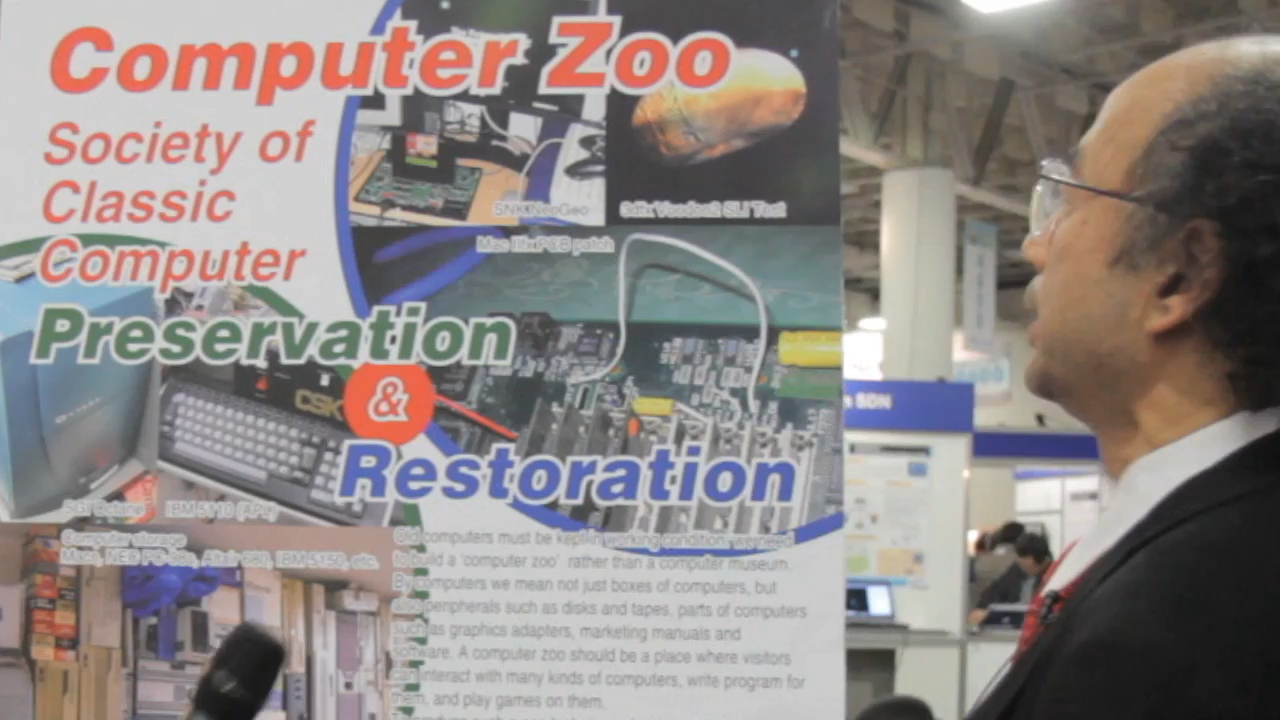 Computer Zoo
Society of
Classic
Computer
Preservation
&
Restoration
SNK NeoGeo
3dfx Voodoo2 SLI Test
Mac IIfx PCB patch
SGI Octane
IBM 5110 (APL)
Computer storage
Macs, NEC PC-98s, Altair 680, IBM 5150, etc.
Old computers must be kept in working condition; we need
to build a 'computer zoo' rather than a computer museum.
By computers we mean not just boxes of computers, but
also peripherals such as disks and tapes, parts of computers
such as graphics adapters, marketing manuals and
software. A computer zoo should be a place where visitors
can interact with many kinds of computers, write program for
them, and play games on them.
SDN